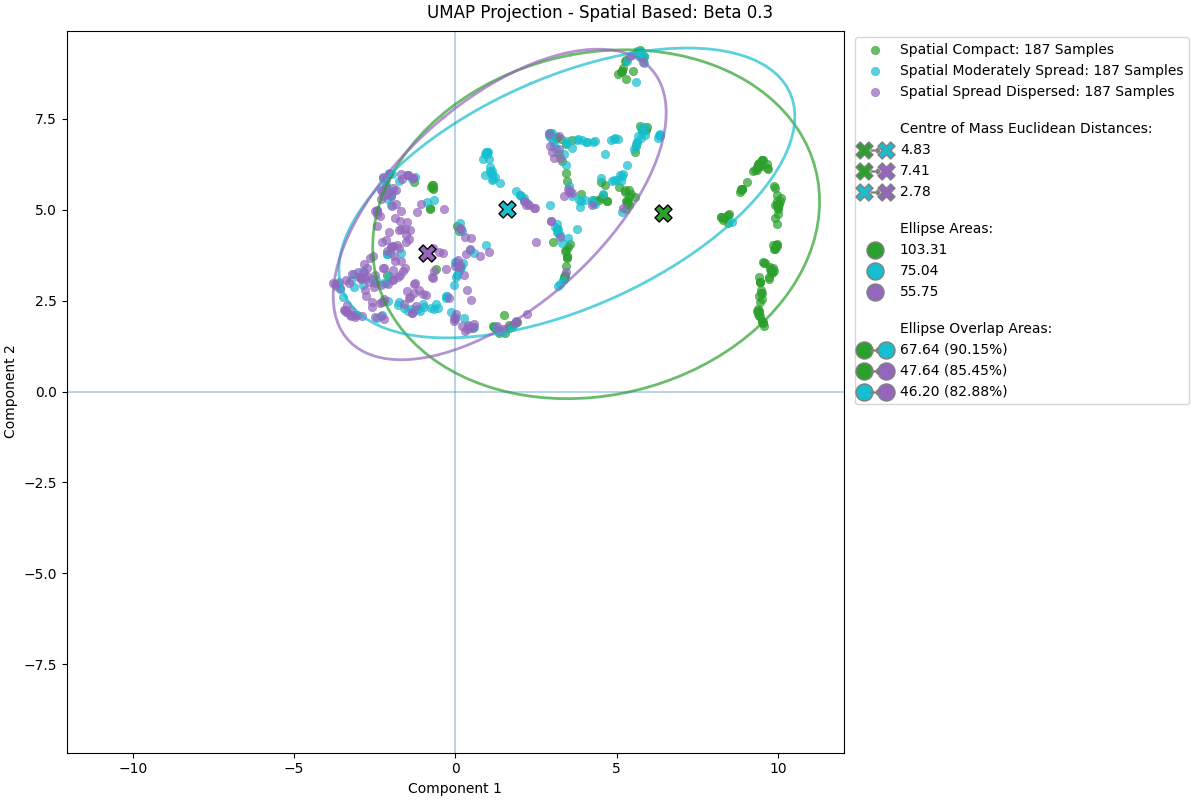 UMAP Projection - Spatial Based: Beta 0.3
Spatial Compact: 187 Samples
Spatial Moderately Spread: 187 Samples
Spatial Spread Dispersed: 187 Samples
Centre of Mass Euclidean Distances:
4.83
7.41
2.78
Ellipse Areas:
103.31
75.04
55.75
Ellipse Overlap Areas:
67.64 (90.15%)
47.64 (85.45%)
46.20 (82.88%)
Component 2
7.5
5.0
2.5
0.0
−2.5
−5.0
−7.5
−10
−5
0
5
10
Component 1